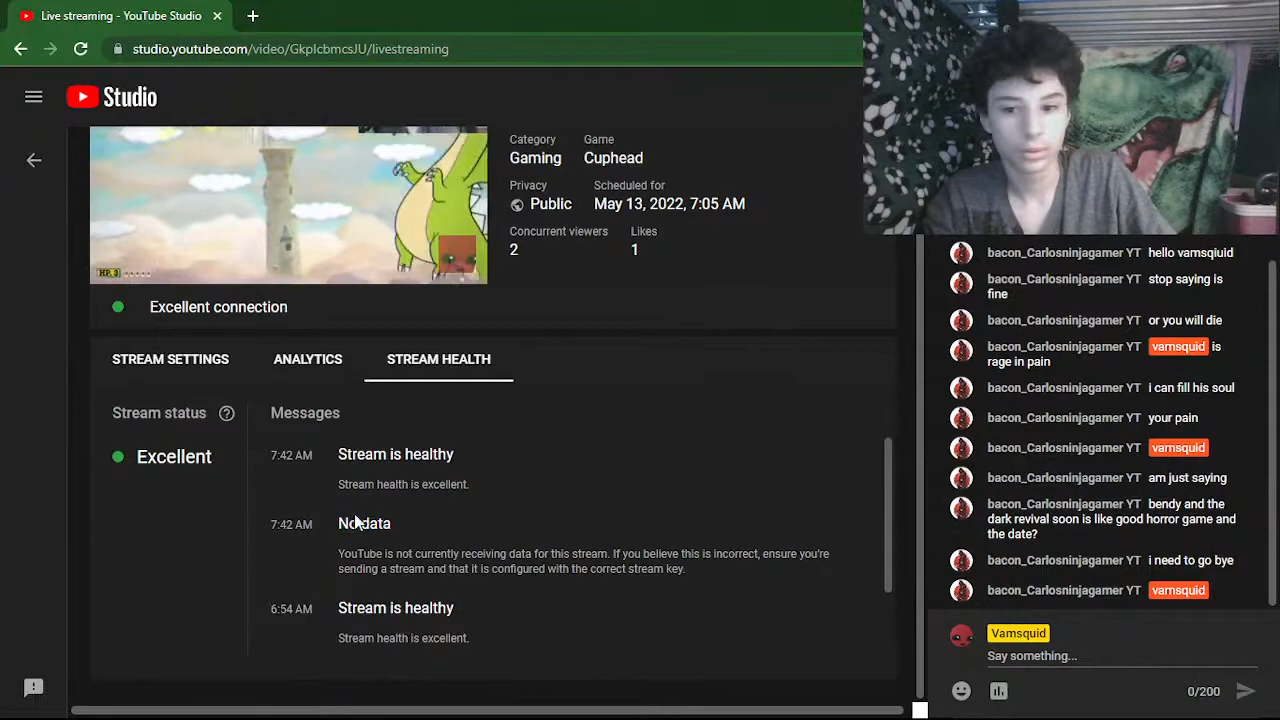 Live streaming - YouTube Studio
studio.youtube.com/video/GkpIcbmcsJU/livestreaming
Studio
Category
Game
Gaming
Cuphead
Privacy
Scheduled for
Public
May 13, 2022, 7:05 AM
Concurrent viewers
Likes
2
1
HP. 3
Excellent connection
STREAM SETTINGS
ANALYTICS
STREAM HEALTH
Stream status
Messages
Excellent
7:42 AM
Stream is healthy
Stream health is excellent.
7:42 AM
No data
YouTube is not currently receiving data for this stream. If you believe this is incorrect, ensure you're
sending a stream and that it is configured with the correct stream key.
6:54 AM
Stream is healthy
Stream health is excellent.
bacon_Carlosninjagamer YT hello vamsqiuid
bacon_Carlosninjagamer YT stop saying is
fine
bacon_Carlosninjagamer YT or you will die
bacon_Carlosninjagamer YT vamsquid is
rage in pain
bacon_Carlosninjagamer YT i can fill his soul
bacon_Carlosninjagamer YT your pain
bacon_Carlosninjagamer YT vamsquid
bacon_Carlosninjagamer YT am just saying
bacon_Carlosninjagamer YT bendy and the
dark revival soon is like good horror game and
the date?
bacon_Carlosninjagamer YT i need to go bye
bacon_Carlosninjagamer YT vamsquid
Vamsquid
Say something...
0/200